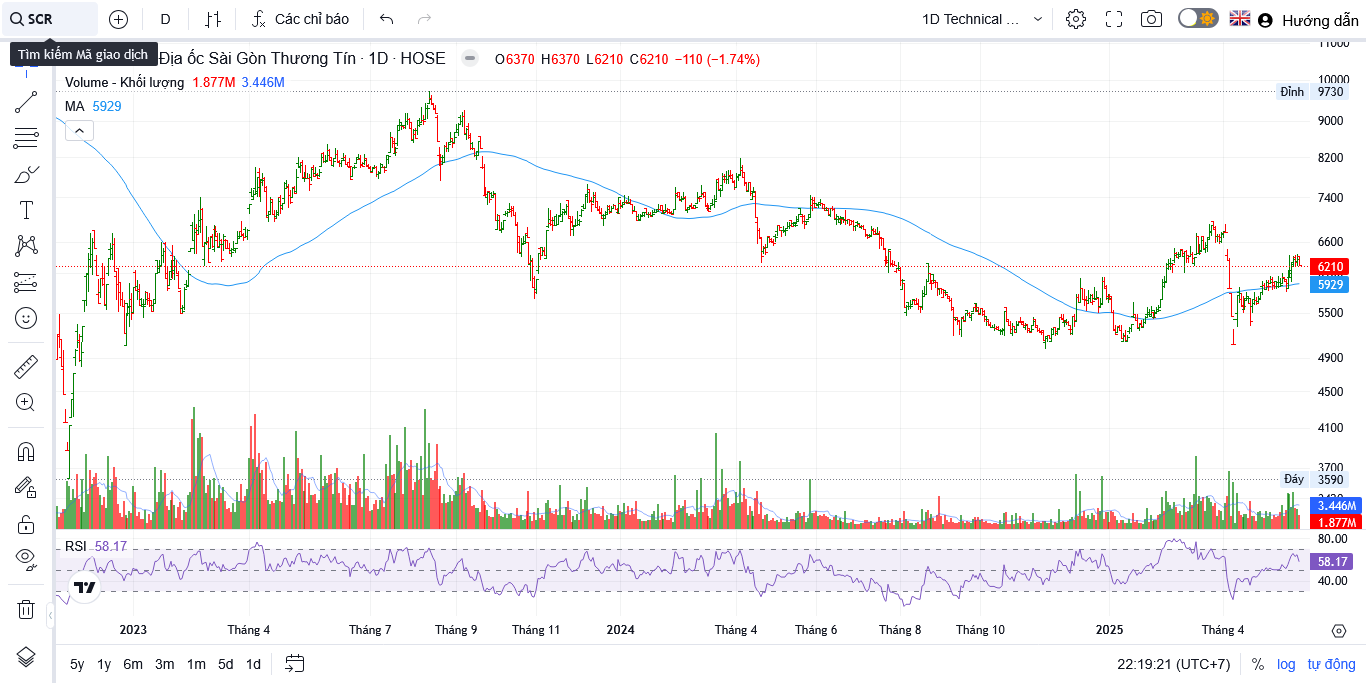 SCR D Các chỉ báo 1D Technical ... Hướng dẫn
Tìm kiếm Mã giao dịch
Địa ốc Sài Gòn Thương Tín · 1D · HOSE O6370 H6370 L6210 C6210 −110 (−1.74%)
Volume - Khối lượng 1.877M 3.446M
MA 5929
11000
10000
Đỉnh 9730
9000
8200
7400
6600
6210
5929
5500
4900
4500
4100
3700
Đáy 3590
3.446M
1.877M
RSI 58.17
80.00
58.17
40.00
2023 Tháng 4 Tháng 7 Tháng 9 Tháng 11 2024 Tháng 4 Tháng 6 Tháng 8 Tháng 10 2025 Tháng 4
5y 1y 6m 3m 1m 5d 1d 22:19:21 (UTC+7) % log tự động